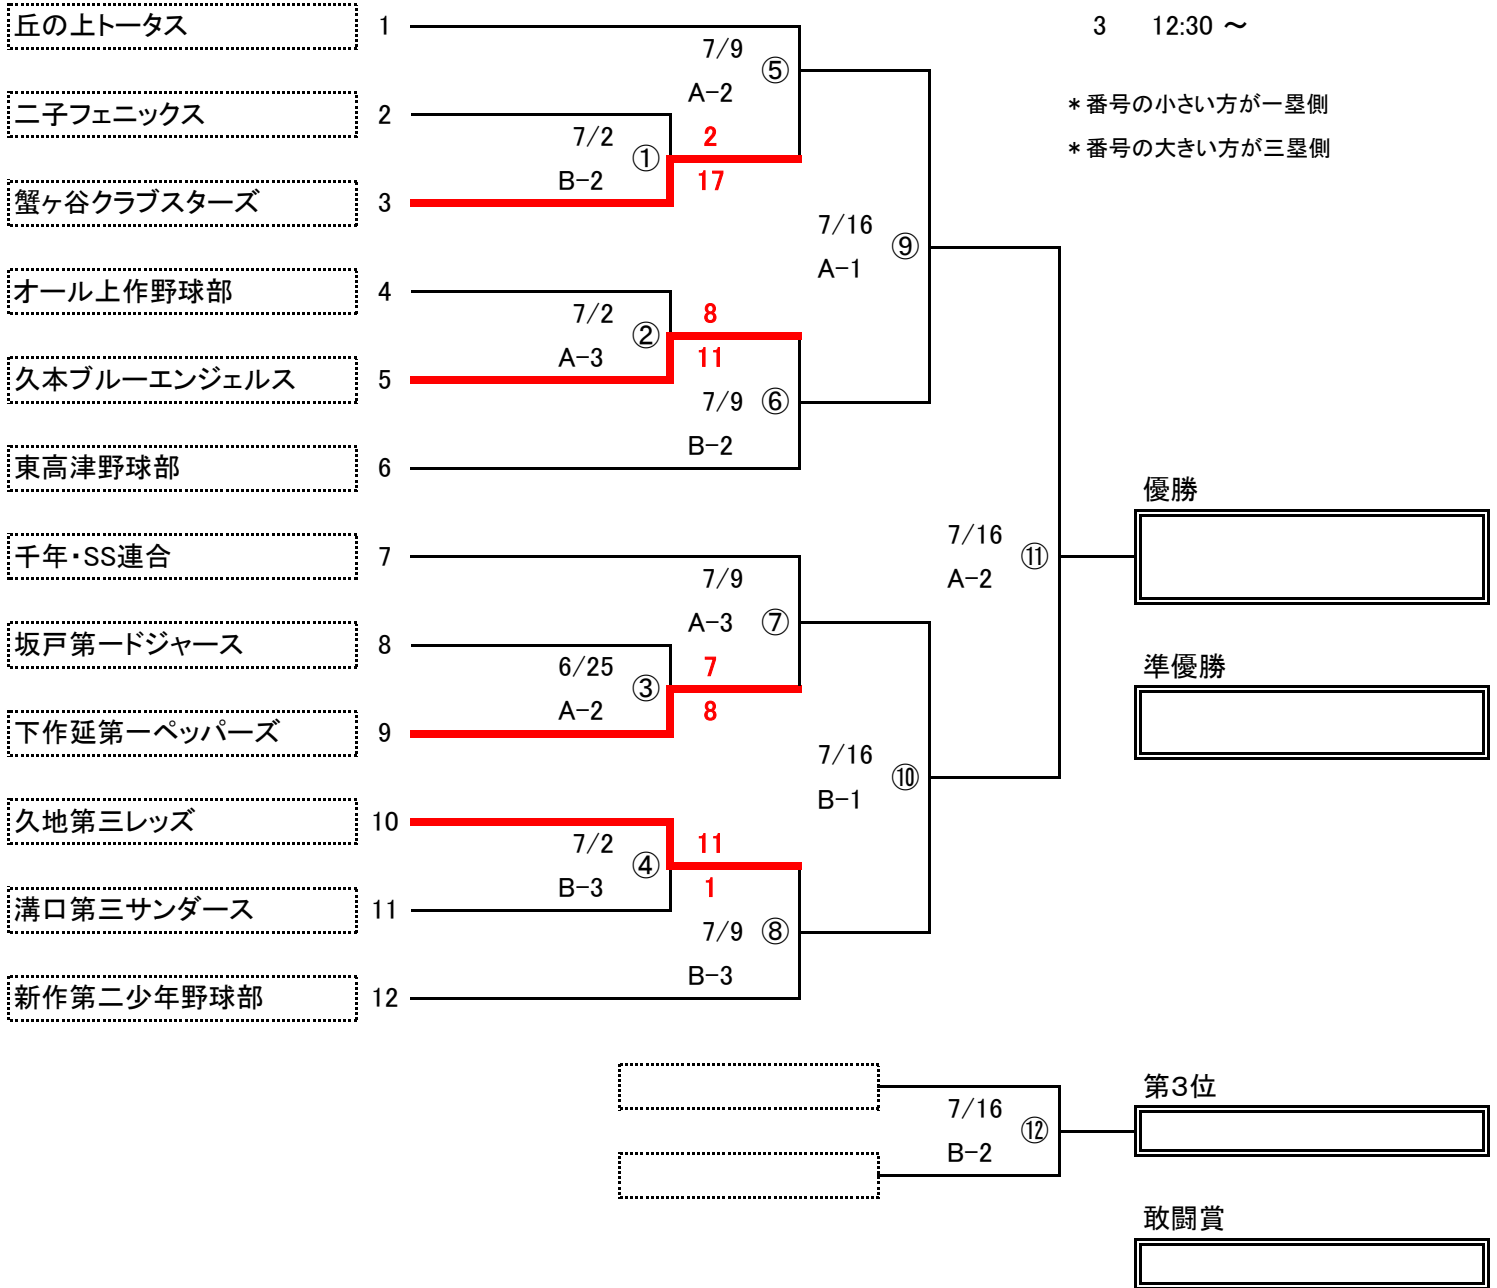 丘の上トータス 1
3 12:30 ～
7/9
⑤
A-2
＊番号の小さい方が一塁側
二子フェニックス 2
7/2
2
＊番号の大きい方が三塁側
①
B-2
17
蟹ヶ谷クラブスターズ 3
7/16
⑨
A-1
オール上作野球部 4
7/2
8
②
A-3
11
久本ブルーエンジェルス 5
7/9 ⑥
B-2
東高津野球部 6
優勝
千年・SS連合 7
7/16
⑪
A-2
7/9
A-3 ⑦
坂戸第一ドジャース 8
6/25
7
準優勝
③
A-2
8
下作延第一ペッパーズ 9
7/16
⑩
B-1
久地第三レッズ 10
7/2
11
④
B-3
1
溝口第三サンダース 11
7/9 ⑧
B-3
新作第二少年野球部 12
第3位
7/16
⑫
B-2
敢闘賞